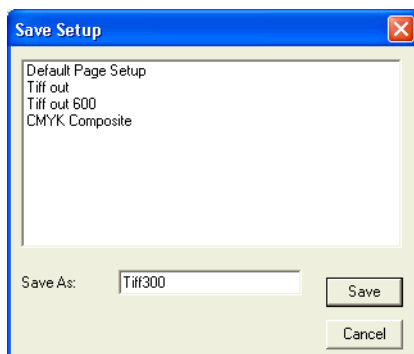 Save Setup
Default Page Setup
Tiff out
Tiff out 600
CMYK Composite
Save As:
Tiff300
Save
Cancel